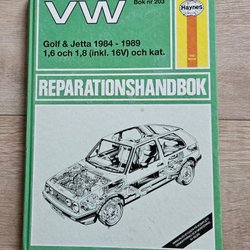 VW
Bok nr 203
Haynes
Golf & Jetta 1984 - 1989
1,6 och 1,8 (inkl. 16V) och kat.
REPARATIONSHANDBOK